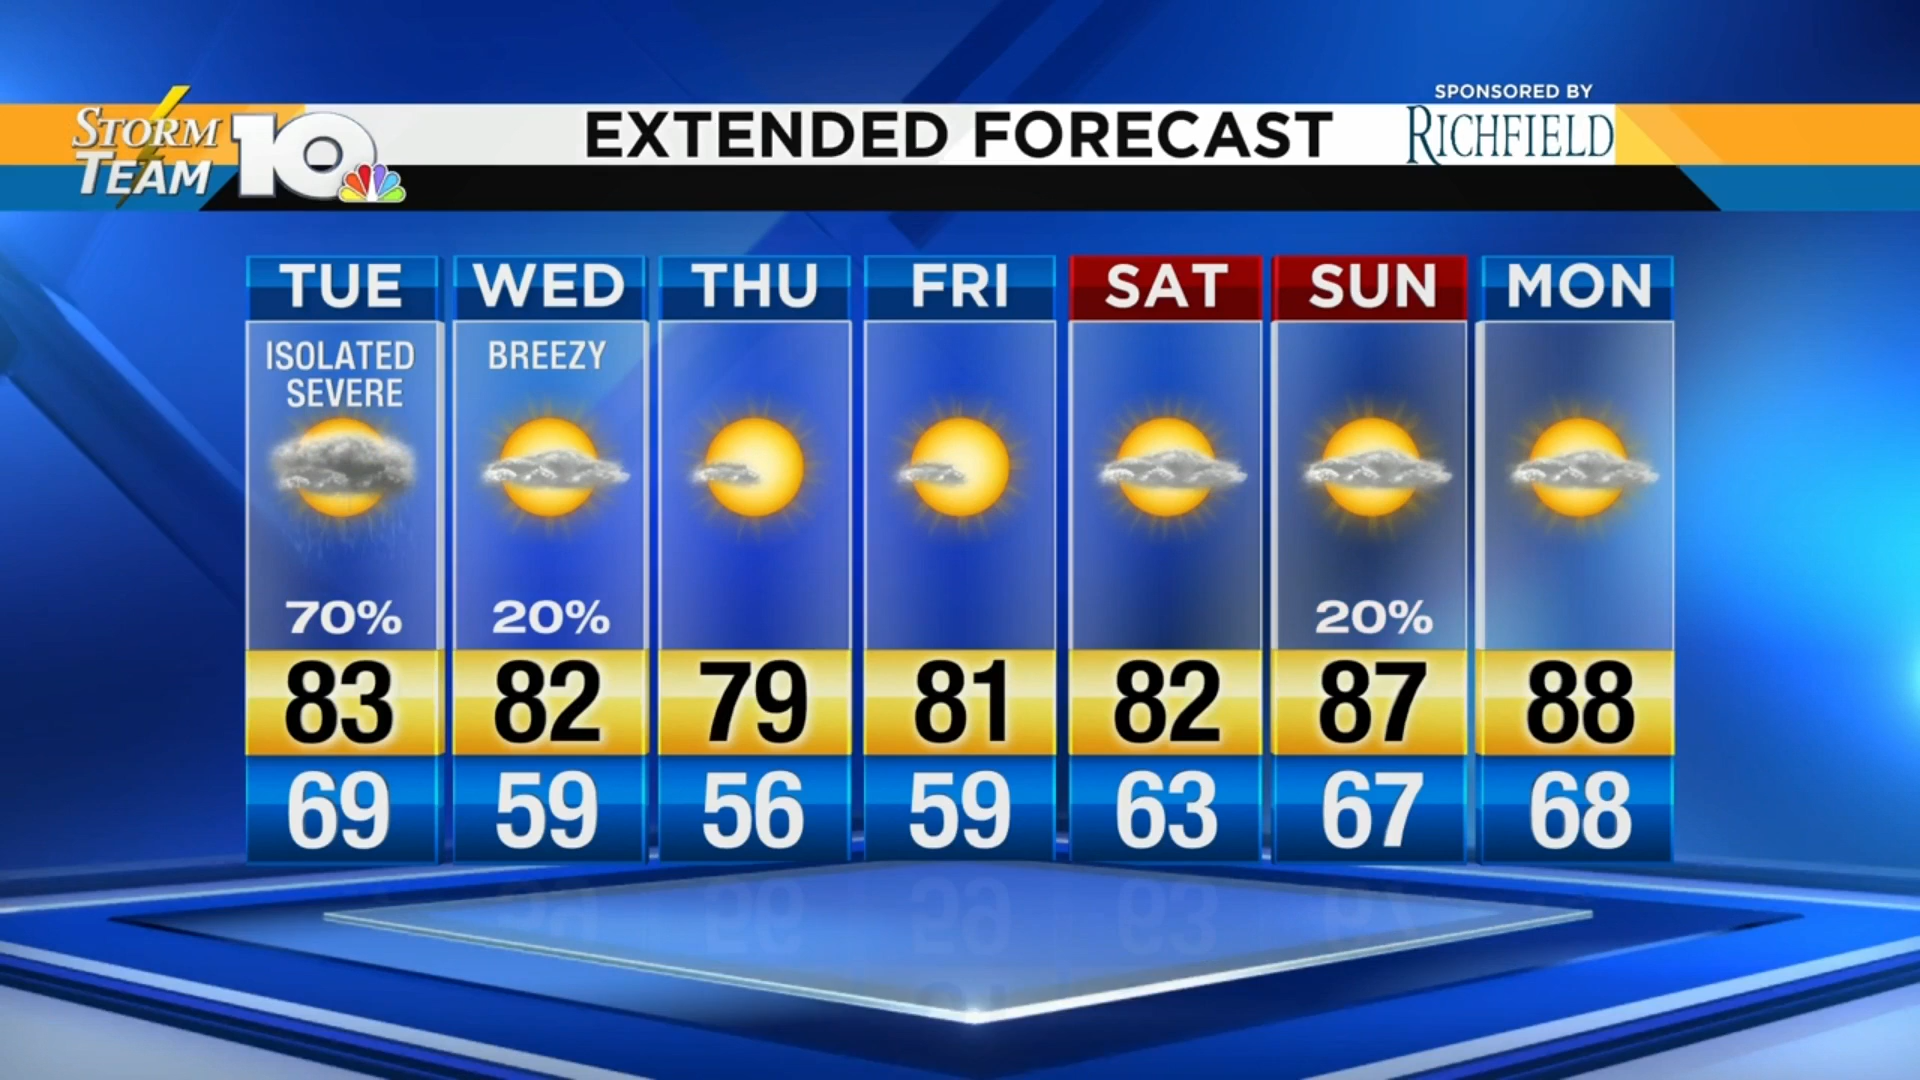 SPONSORED BY
STORM TEAM 10
EXTENDED FORECAST
RICHFIELD
TUE WED THU FRI SAT SUN MON
ISOLATED SEVERE
BREEZY
70% 20% 20%
83 82 79 81 82 87 88
69 59 56 59 63 67 68